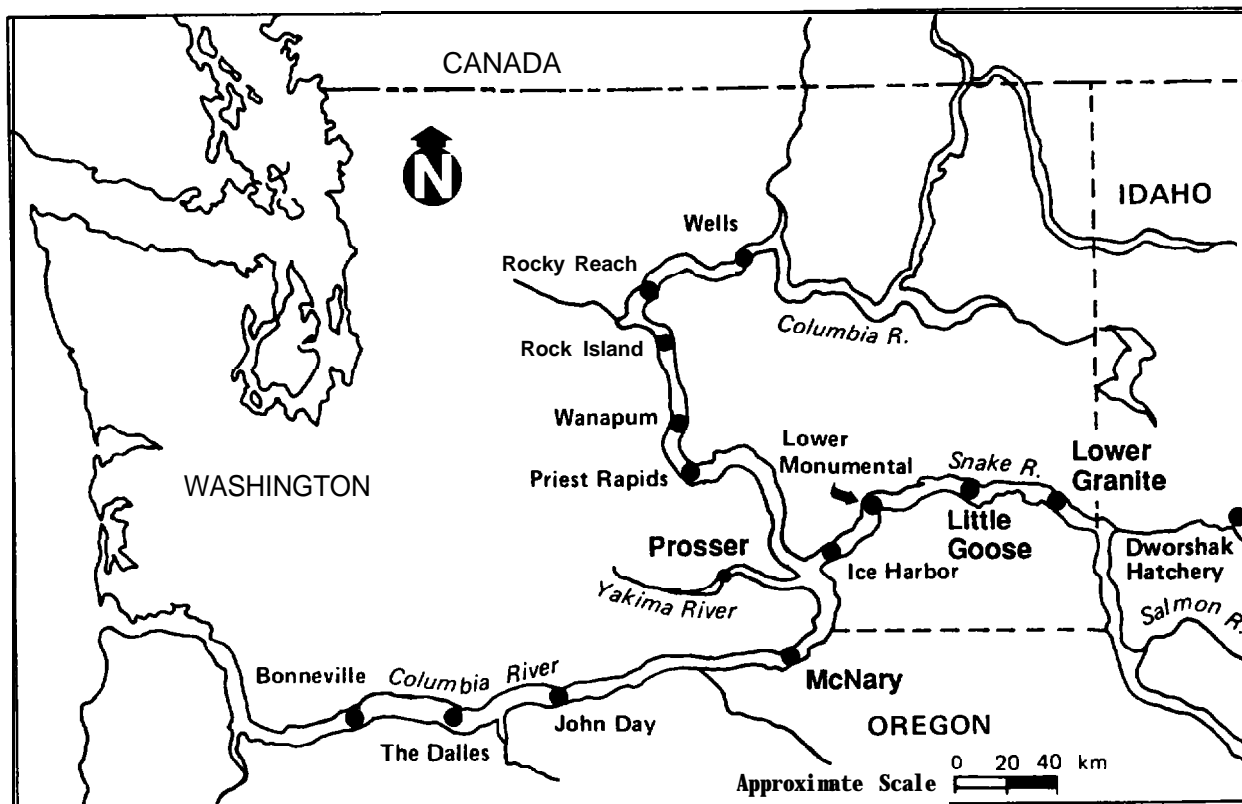 CANADA
N
IDAHO
Wells
Rocky Reach
Columbia R.
Rock Island
Wanapum
Lower
Monumental
Snake R.
Lower
Granite
Priest Rapids
WASHINGTON
Little
Goose
Prosser
Ice Harbor
Dworshak
Hatchery
Yakima River
Salmon R.
Bonneville
Columbia River
McNary
John Day
OREGON
The Dalles
0 20 40 km
Approximate Scale